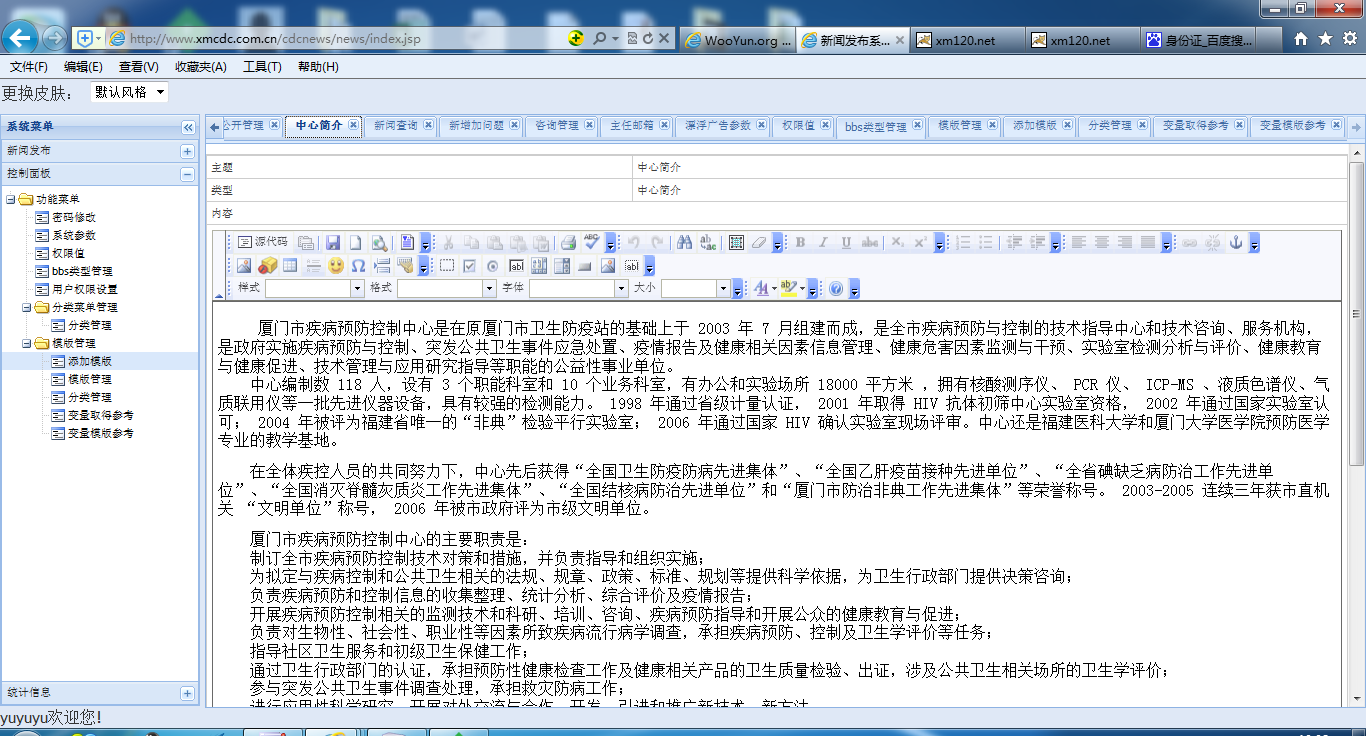 http://www.xmcdc.com.cn/cdcnews/news/index.jsp
WooYun.org ...
新闻发布系...
xm120.net
xm120.net
身份证_百度搜...
文件(F) 编辑(E) 查看(V) 收藏夹(A) 工具(T) 帮助(H)
更换皮肤： 默认风格
系统菜单
新闻发布
控制面板
功能菜单
密码修改
系统参数
权限值
bbs类型管理
用户权限设置
分类菜单管理
分类管理
模版管理
添加模版
模版管理
分类管理
变量取得参考
变量模版参考
统计信息
yuyuyu欢迎您!
公开管理 中心简介 新闻查询 新增加问题 咨询管理 主任邮箱 漂浮广告参数 权限值 bbs类型管理 模版管理 添加模版 分类管理 变量取得参考 变量模版参考
主题 中心简介
类型 中心简介
内容
源代码
样式 格式 字体 大小
厦门市疾病预防控制中心是在原厦门市卫生防疫站的基础上于 2003 年 7 月组建而成，是全市疾病预防与控制的技术指导中心和技术咨询、服务机构，
是政府实施疾病预防与控制、突发公共卫生事件应急处置、疫情报告及健康相关因素信息管理、健康危害因素监测与干预、实验室检测分析与评价、健康教育
与健康促进、技术管理与应用研究指导等职能的公益性事业单位。
中心编制数 118 人，设有 3 个职能科室和 10 个业务科室，有办公和实验场所 18000 平方米 ，拥有核酸测序仪、 PCR 仪、 ICP-MS 、液质色谱仪、气
质联用仪等一批先进仪器设备，具有较强的检测能力。 1998 年通过省级计量认证， 2001 年取得 HIV 抗体初筛中心实验室资格， 2002 年通过国家实验室认
可； 2004 年被评为福建省唯一的“非典”检验平行实验室； 2006 年通过国家 HIV 确认实验室现场评审。中心还是福建医科大学和厦门大学医学院预防医学
专业的教学基地。
在全体疾控人员的共同努力下，中心先后获得“全国卫生防疫防病先进集体”、“全国乙肝疫苗接种先进单位”、“全省碘缺乏病防治工作先进单
位”、“全国消灭脊髓灰质炎工作先进集体”、“全国结核病防治先进单位”和“厦门市防治非典工作先进集体”等荣誉称号。 2003-2005 连续三年获市直机
关 “文明单位”称号， 2006 年被市政府评为市级文明单位。
厦门市疾病预防控制中心的主要职责是：
制订全市疾病预防控制技术对策和措施，并负责指导和组织实施；
为拟定与疾病控制和公共卫生相关的法规、规章、政策、标准、规划等提供科学依据，为卫生行政部门提供决策咨询；
负责疾病预防和控制信息的收集整理、统计分析、综合评价及疫情报告；
开展疾病预防控制相关的监测技术和科研、培训、咨询、疾病预防指导和开展公众的健康教育与促进；
负责对生物性、社会性、职业性等因素所致疾病流行病学调查，承担疾病预防、控制及卫生学评价等任务；
指导社区卫生服务和初级卫生保健工作；
通过卫生行政部门的认证，承担预防性健康检查工作及健康相关产品的卫生质量检验、出证，涉及公共卫生相关场所的卫生学评价；
参与突发公共卫生事件调查处理，承担救灾防病工作；
进行应用性科学研究，开展对外交流与合作，开发、引进和推广新技术、新方法